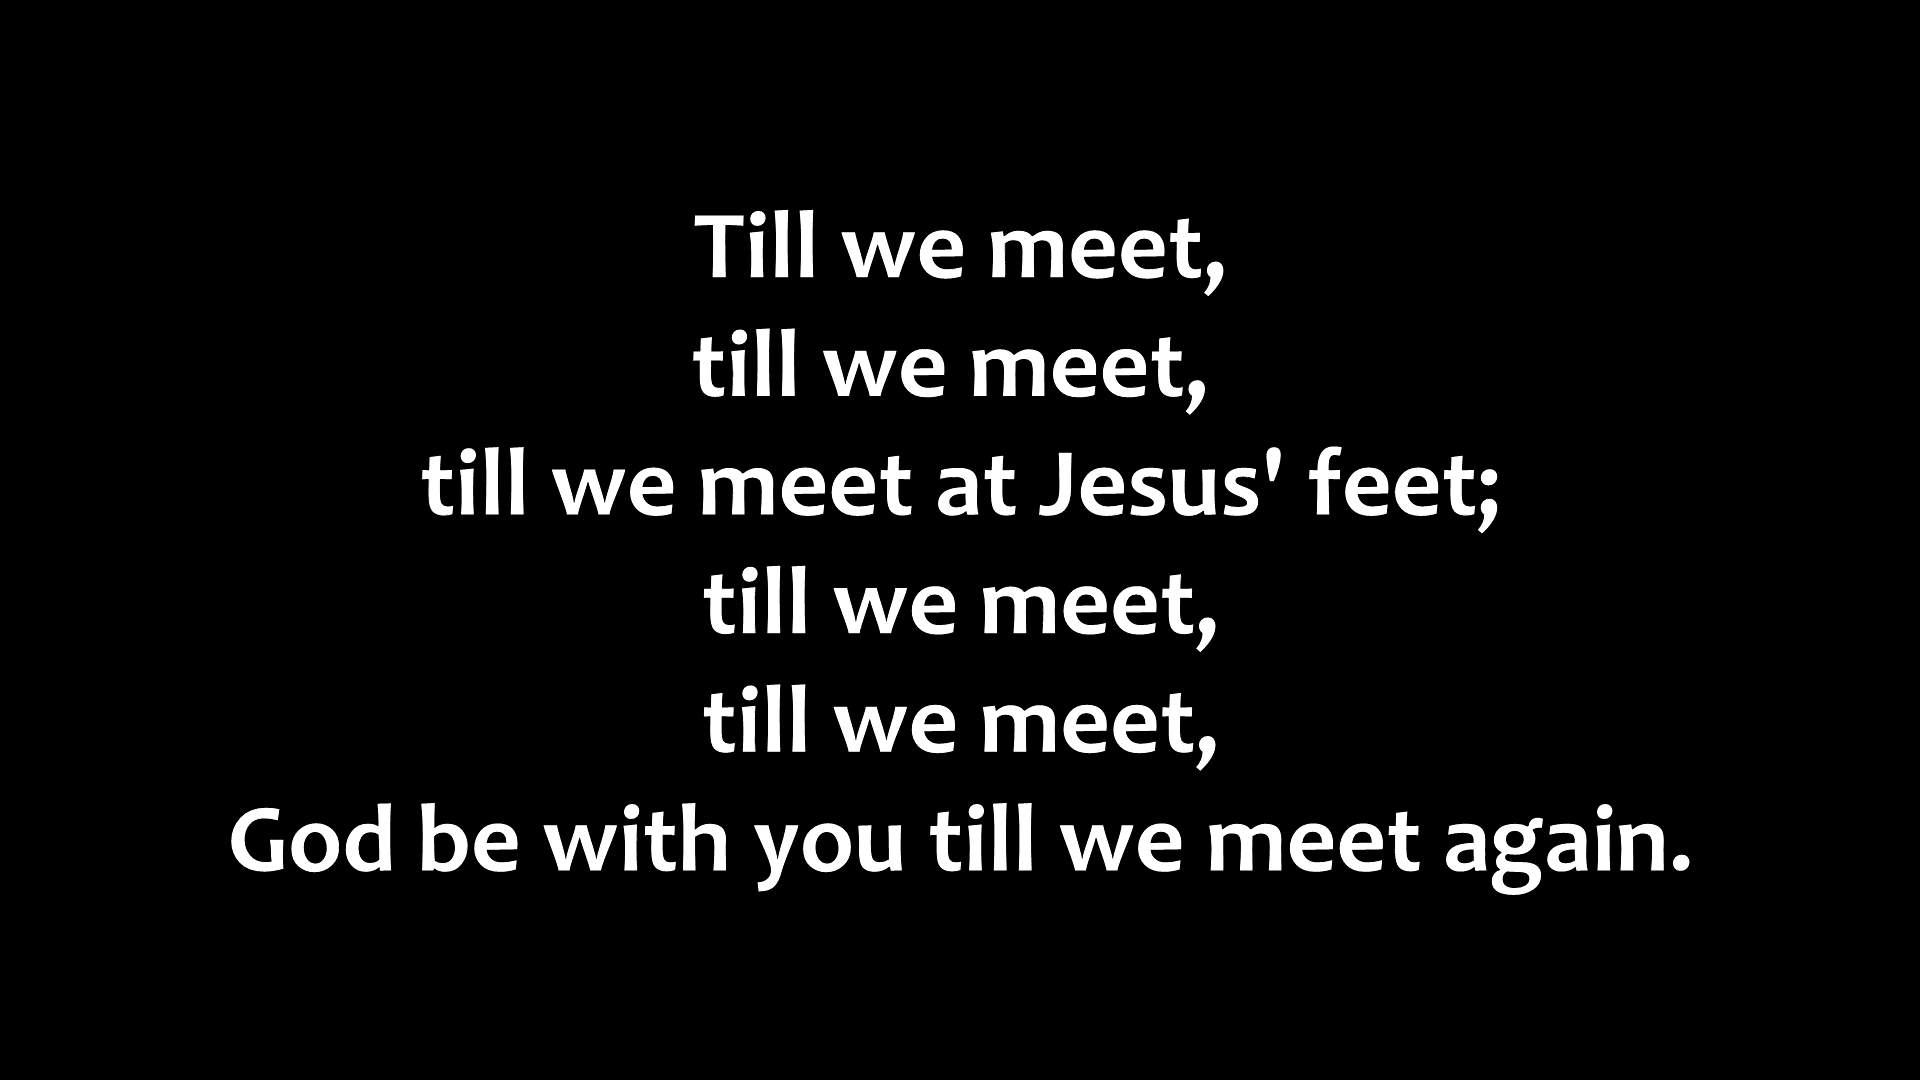 Till we meet,
till we meet,
till we meet at Jesus' feet;
till we meet,
till we meet,
God be with you till we meet again.